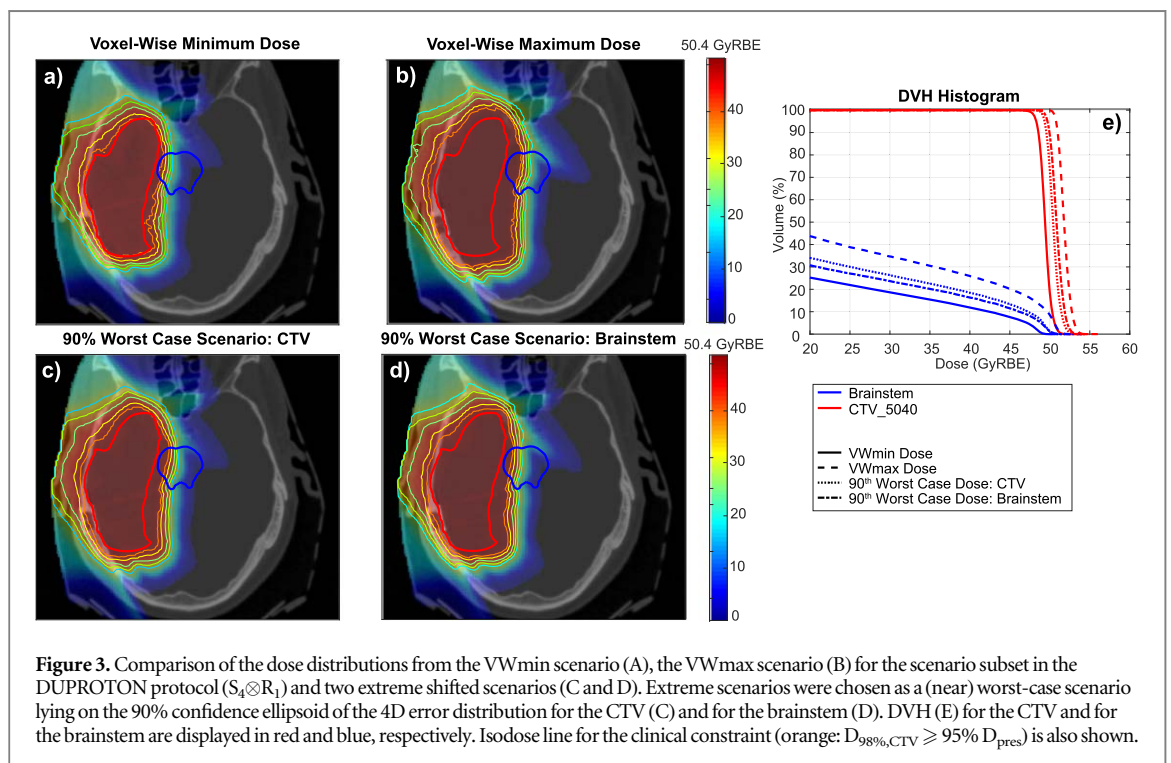 Voxel-Wise Minimum Dose
Voxel-Wise Maximum Dose
50.4 GyRBE
a)
b)
40
30
20
10
0
90% Worst Case Scenario: CTV
90% Worst Case Scenario: Brainstem
50.4 GyRBE
c)
d)
40
30
20
10
0
DVH Histogram
e)
Volume (%)
100
90
80
70
60
50
40
30
20
10
0
20 25 30 35 40 45 50 55 60
Dose (GyRBE)
Brainstem
CTV_5040
VWmin Dose
VWmax Dose
90th Worst Case Dose: CTV
90th Worst Case Dose: Brainstem
Figure 3. Comparison of the dose distributions from the VWmin scenario (A), the VWmax scenario (B) for the scenario subset in the
DUPROTON protocol (S₄⊗R₁) and two extreme shifted scenarios (C and D). Extreme scenarios were chosen as a (near) worst-case scenario
lying on the 90% confidence ellipsoid of the 4D error distribution for the CTV (C) and for the brainstem (D). DVH (E) for the CTV and for
the brainstem are displayed in red and blue, respectively. Isodose line for the clinical constraint (orange: D98%,CTV ⩾ 95% Dpres) is also shown.